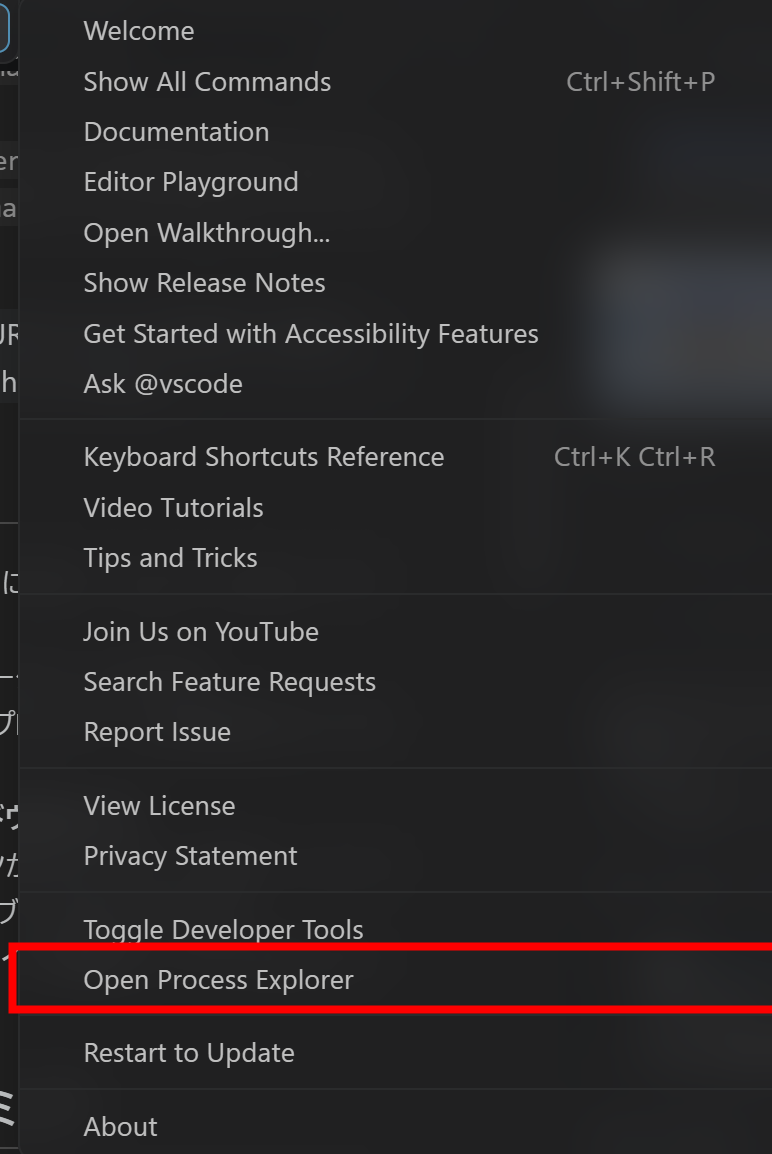 Welcome
Show All Commands Ctrl+Shift+P
Documentation
Editor Playground
Open Walkthrough...
Show Release Notes
Get Started with Accessibility Features
Ask @vscode
Keyboard Shortcuts Reference Ctrl+K Ctrl+R
Video Tutorials
Tips and Tricks
Join Us on YouTube
Search Feature Requests
Report Issue
View License
Privacy Statement
Toggle Developer Tools
Open Process Explorer
Restart to Update
About